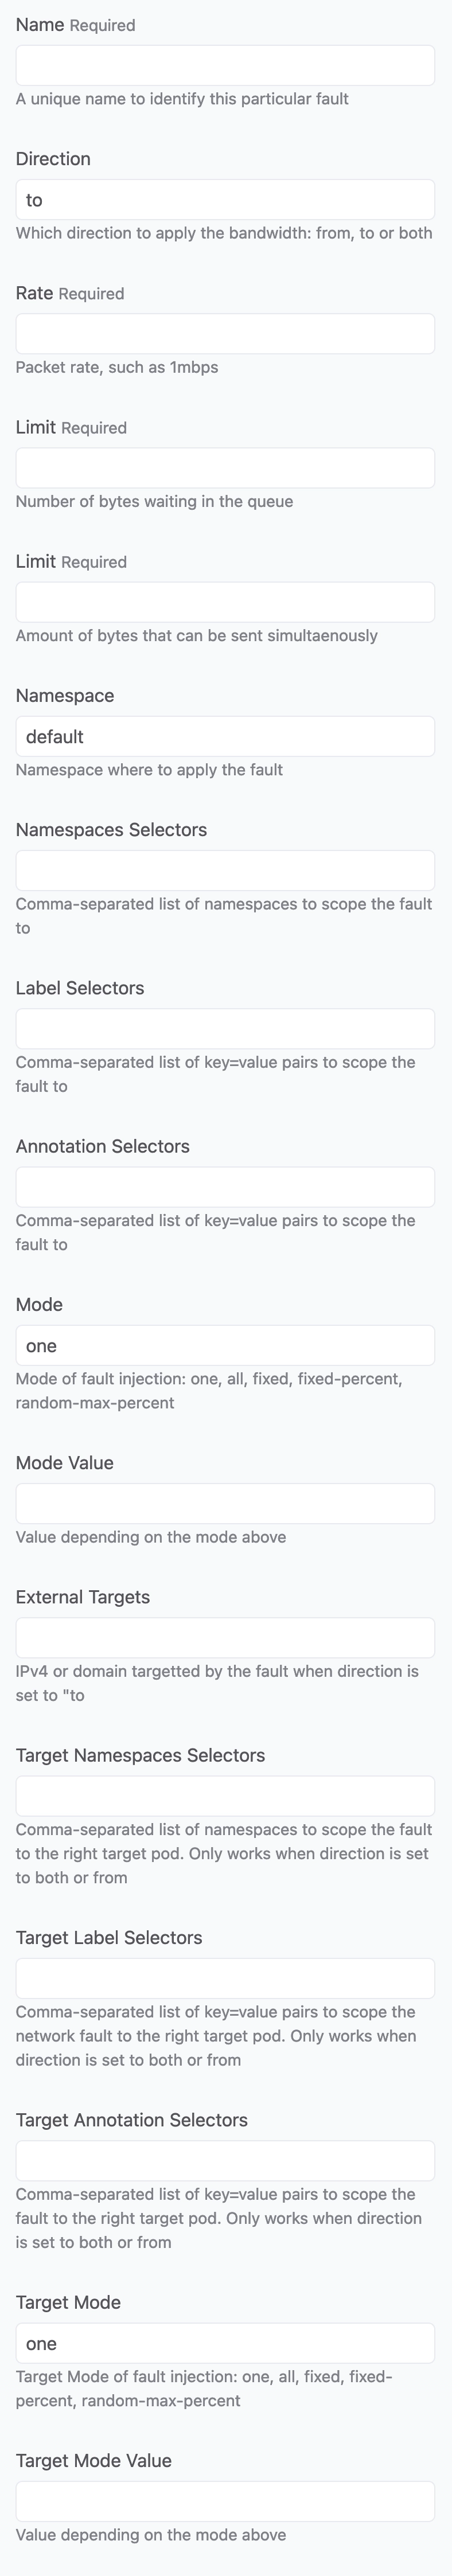 Name Required
A unique name to identify this particular fault
Direction
to
Which direction to apply the bandwidth: from, to or both
Rate Required
Packet rate, such as 1mbps
Limit Required
Number of bytes waiting in the queue
Limit Required
Amount of bytes that can be sent simultaenously
Namespace
default
Namespace where to apply the fault
Namespaces Selectors
Comma-separated list of namespaces to scope the fault
to
Label Selectors
Comma-separated list of key=value pairs to scope the
fault to
Annotation Selectors
Comma-separated list of key=value pairs to scope the
fault to
Mode
one
Mode of fault injection: one, all, fixed, fixed-percent,
random-max-percent
Mode Value
Value depending on the mode above
External Targets
IPv4 or domain targetted by the fault when direction is
set to "to
Target Namespaces Selectors
Comma-separated list of namespaces to scope the fault
to the right target pod. Only works when direction is set
to both or from
Target Label Selectors
Comma-separated list of key=value pairs to scope the
network fault to the right target pod. Only works when
direction is set to both or from
Target Annotation Selectors
Comma-separated list of key=value pairs to scope the
fault to the right target pod. Only works when direction
is set to both or from
Target Mode
one
Target Mode of fault injection: one, all, fixed, fixed-
percent, random-max-percent
Target Mode Value
Value depending on the mode above